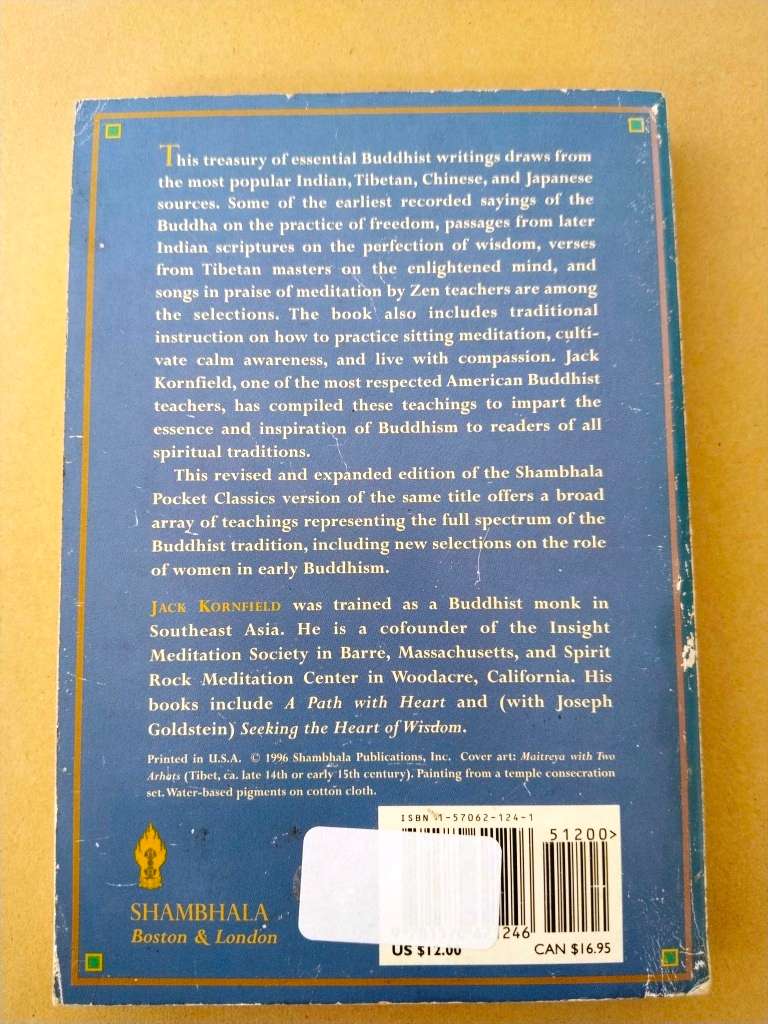 This treasury of essential Buddhist writings draws from
the most popular Indian, Tibetan, Chinese, and Japanese
sources. Some of the earliest recorded sayings of the
Buddha on the practice of freedom, passages from later
Indian scriptures on the perfection of wisdom, verses
from Tibetan masters on the enlightened mind, and
songs in praise of meditation by Zen teachers are among
the selections. The book also includes traditional
instruction on how to practice sitting meditation, culti-
vate calm awareness, and live with compassion. Jack
Kornfield, one of the most respected American Buddhist
teachers, has compiled these teachings to impart the
essence and inspiration of Buddhism to readers of all
spiritual traditions.
This revised and expanded edition of the Shambhala
Pocket Classics version of the same title offers a broad
array of teachings representing the full spectrum of the
Buddhist tradition, including new selections on the role
of women in early Buddhism.
JACK KORNFIELD was trained as a Buddhist monk in
Southeast Asia. He is a cofounder of the Insight
Meditation Society in Barre, Massachusetts, and Spirit
Rock Meditation Center in Woodacre, California. His
books include A Path with Heart and (with Joseph
Goldstein) Seeking the Heart of Wisdom.
Printed in U.S.A. © 1996 Shambhala Publications, Inc. Cover art: Maitreya with Two
Arhats (Tibet, ca. late 14th or early 15th century). Painting from a temple consecration
set. Water-based pigments on cotton cloth.
ISBN 1-57062-124-1
51200>
246
US $12.00
CAN $16.95
SHAMBHALA
Boston & London